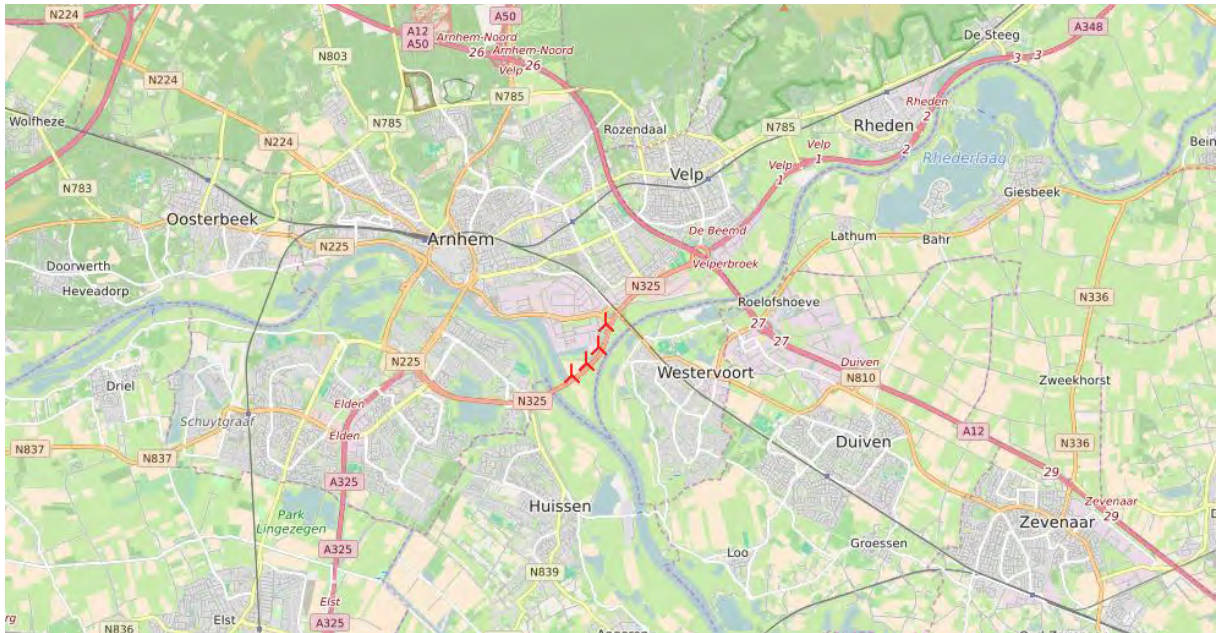 N224
A50
A12
A50
Arnhem-Noord
26
Arnhem-Noord
26
Velp
De Steeg
A348
N803
3
3
N224
N785
Rheden
2
Wolfheze
N785
Rozendaal
N785
Rheden
N224
Velp
1
2
Rhederlaag
Velp
1
N783
Giesbeek
Oosterbeek
De Beemd
Arnhem
N225
Lathum
Bahr
Doorwerth
Velperbroek
Heveadorp
N325
Roelofshoeve
N336
27
27
N225
Duiven
Driel
Westervoort
N810
Zweekhorst
Elden
N325
Schuytgraaf
Elden
A12
Duiven
N336
N837
N837
29
A325
Zevenaar
Huissen
29
Park
Lingezegen
Zevenaar
A325
Loo
Groessen
N839
Elst
Elst
A325
N836